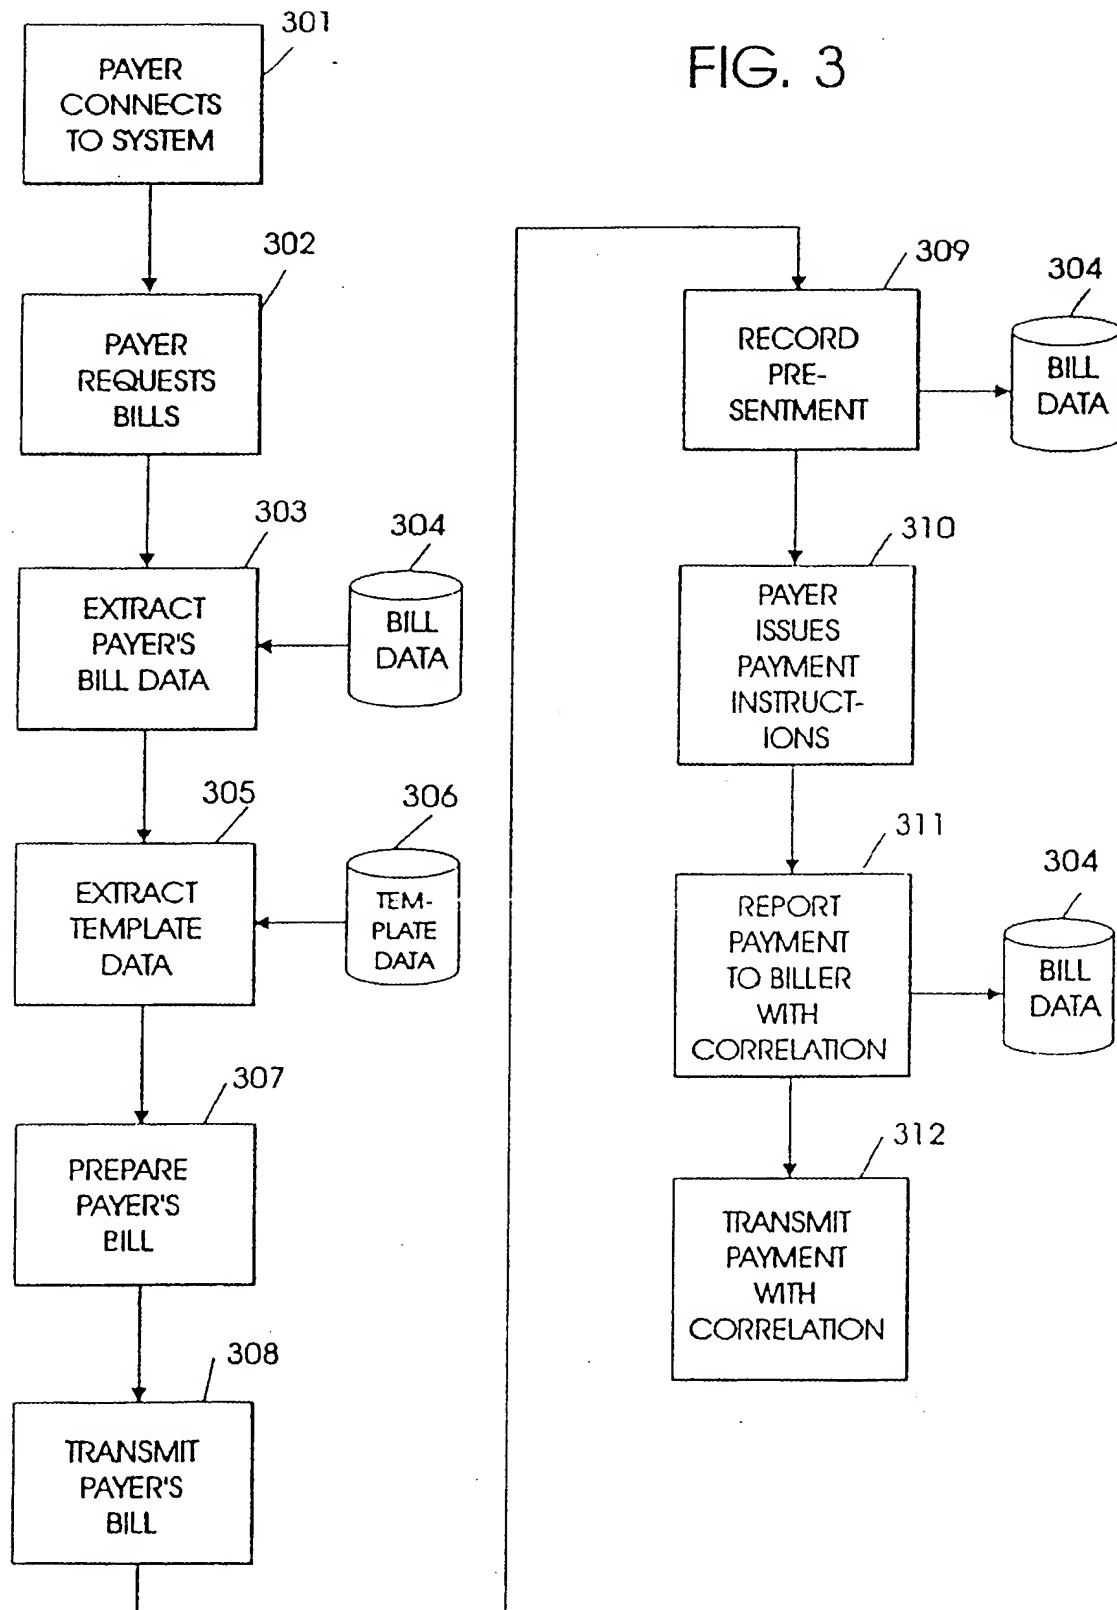 FIG. 3
301
PAYER
CONNECTS
TO SYSTEM
302
PAYER
REQUESTS
BILLS
303
EXTRACT
PAYER'S
BILL DATA
304
BILL
DATA
305
EXTRACT
TEMPLATE
DATA
306
TEM-
PLATE
DATA
307
PREPARE
PAYER'S
BILL
308
TRANSMIT
PAYER'S
BILL
309
RECORD
PRE-
SENTMENT
304
BILL
DATA
310
PAYER
ISSUES
PAYMENT
INSTRUCT-
IONS
311
REPORT
PAYMENT
TO BILLER
WITH
CORRELATION
304
BILL
DATA
312
TRANSMIT
PAYMENT
WITH
CORRELATION